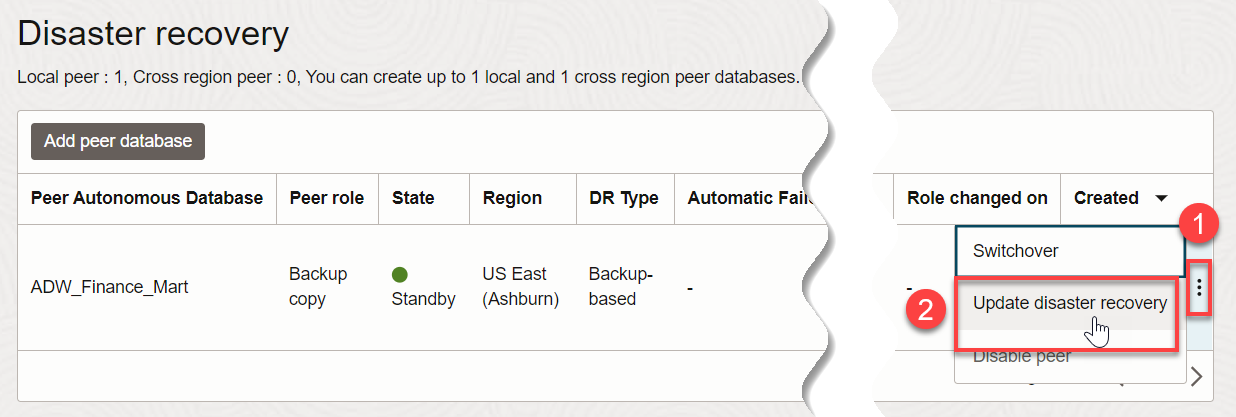 Disaster recovery
Local peer : 1, Cross region peer : 0, You can create up to 1 local and 1 cross region peer databases.
Add peer database
Peer Autonomous Database Peer role State Region DR Type Automatic Fail Role changed on Created
1
Switchover
ADW_Finance_Mart Backup copy Standby US East (Ashburn) Backup-based - -
2
Update disaster recovery
Disable peer